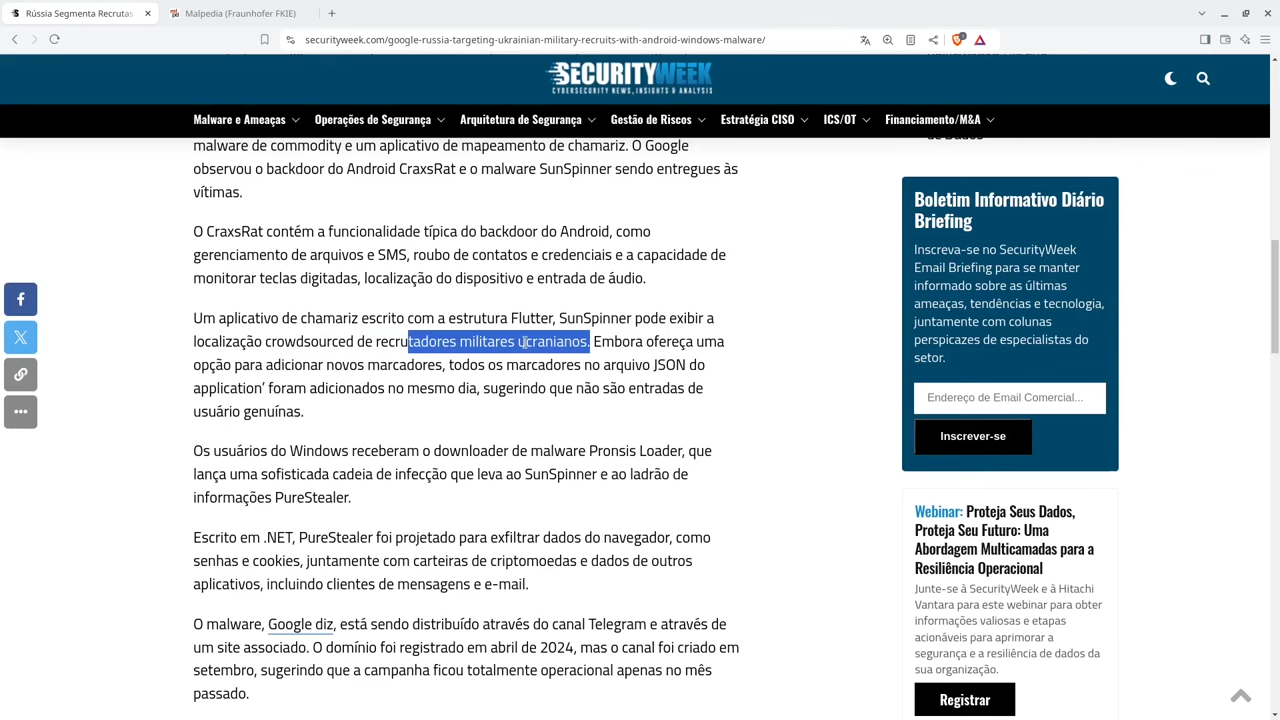 Rússia Segmenta Recrutas
Malpedia (Fraunhofer FKIE)
securityweek.com/google-russia-targeting-ukrainian-military-recruits-with-android-windows-malware/
SECURITYWEEK
CYBERSECURITY NEWS, INSIGHTS & ANALYSIS
Malware e Ameaças
Operações de Segurança
Arquitetura de Segurança
Gestão de Riscos
Estratégia CISO
ICS/OT
Financiamento/M&A
de Dados
malware de commodity e um aplicativo de mapeamento de chamariz. O Google
observou o backdoor do Android CraxsRat e o malware SunSpinner sendo entregues às
vítimas.
O CraxsRat contém a funcionalidade típica do backdoor do Android, como
gerenciamento de arquivos e SMS, roubo de contatos e credenciais e a capacidade de
monitorar teclas digitadas, localização do dispositivo e entrada de áudio.
Um aplicativo de chamariz escrito com a estrutura Flutter, SunSpinner pode exibir a
localização crowdsourced de recrutadores militares ucranianos. Embora ofereça uma
opção para adicionar novos marcadores, todos os marcadores no arquivo JSON do
application’ foram adicionados no mesmo dia, sugerindo que não são entradas de
usuário genuínas.
Os usuários do Windows receberam o downloader de malware Pronsis Loader, que
lança uma sofisticada cadeia de infecção que leva ao SunSpinner e ao ladrão de
informações PureStealer.
Escrito em .NET, PureStealer foi projetado para exfiltrar dados do navegador, como
senhas e cookies, juntamente com carteiras de criptomoedas e dados de outros
aplicativos, incluindo clientes de mensagens e e-mail.
O malware, Google diz, está sendo distribuído através do canal Telegram e através de
um site associado. O domínio foi registrado em abril de 2024, mas o canal foi criado em
setembro, sugerindo que a campanha ficou totalmente operacional apenas no mês
passado.
Boletim Informativo Diário
Briefing
Inscreva-se no SecurityWeek
Email Briefing para se manter
informado sobre as últimas
ameaças, tendências e tecnologia,
juntamente com colunas
perspicazes de especialistas do
setor.
Endereço de Email Comercial...
Inscrever-se
Webinar: Proteja Seus Dados,
Proteja Seu Futuro: Uma
Abordagem Multicamadas para a
Resiliência Operacional
Junte-se à SecurityWeek e à Hitachi
Vantara para este webinar para obter
informações valiosas e etapas
acionáveis para aprimorar a
segurança e a resiliência de dados da
sua organização.
Registrar